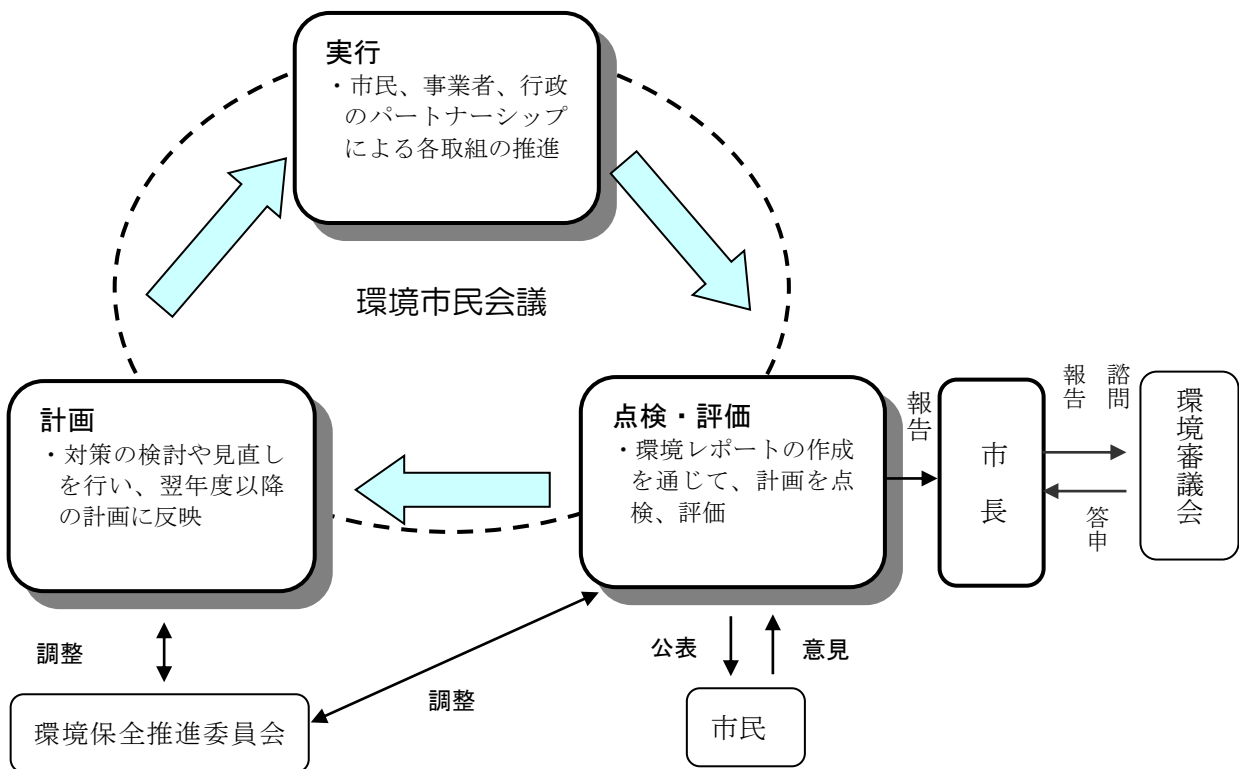 実行
・市民、事業者、行政
のパートナーシップ
による各取組の推進
環境市民会議
計画
・対策の検討や見直し
を行い、翌年度以降
の計画に反映
点検・評価
・環境レポートの作成
を通じて、計画を点
検、評価
報告
市長
諮問
報告
答申
環境審議会
調整
環境保全推進委員会
調整
公表
意見
市民